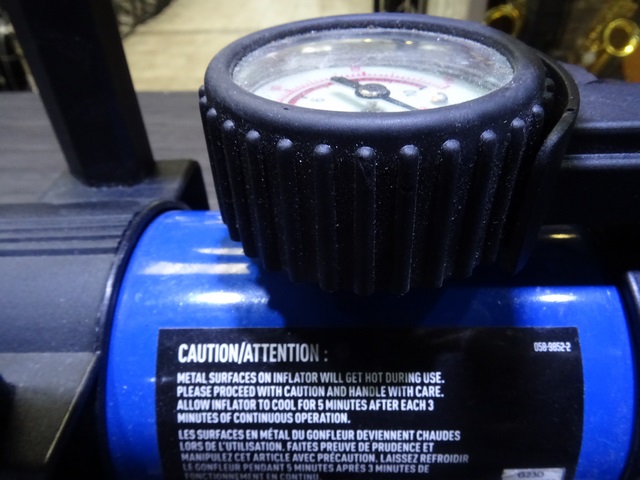 CAUTION/ATTENTION :
058-9852-2
METAL SURFACES ON INFLATOR WILL GET HOT DURING USE.
PLEASE PROCEED WITH CAUTION AND HANDLE WITH CARE.
ALLOW INFLATOR TO COOL FOR 5 MINUTES AFTER EACH 3
MINUTES OF CONTINUOUS OPERATION.
LES SURFACES EN MÉTAL DU GONFLEUR DEVIENNENT CHAUDES
LORS DE L'UTILISATION. FAITES PREUVE DE PRUDENCE ET
MANIPULEZ CET ARTICLE AVEC PRÉCAUTION. LAISSEZ REFROIDIR
LE GONFLEUR PENDANT 5 MINUTES APRÈS 3 MINUTES DE
FONCTIONNEMENT EN CONTINU.